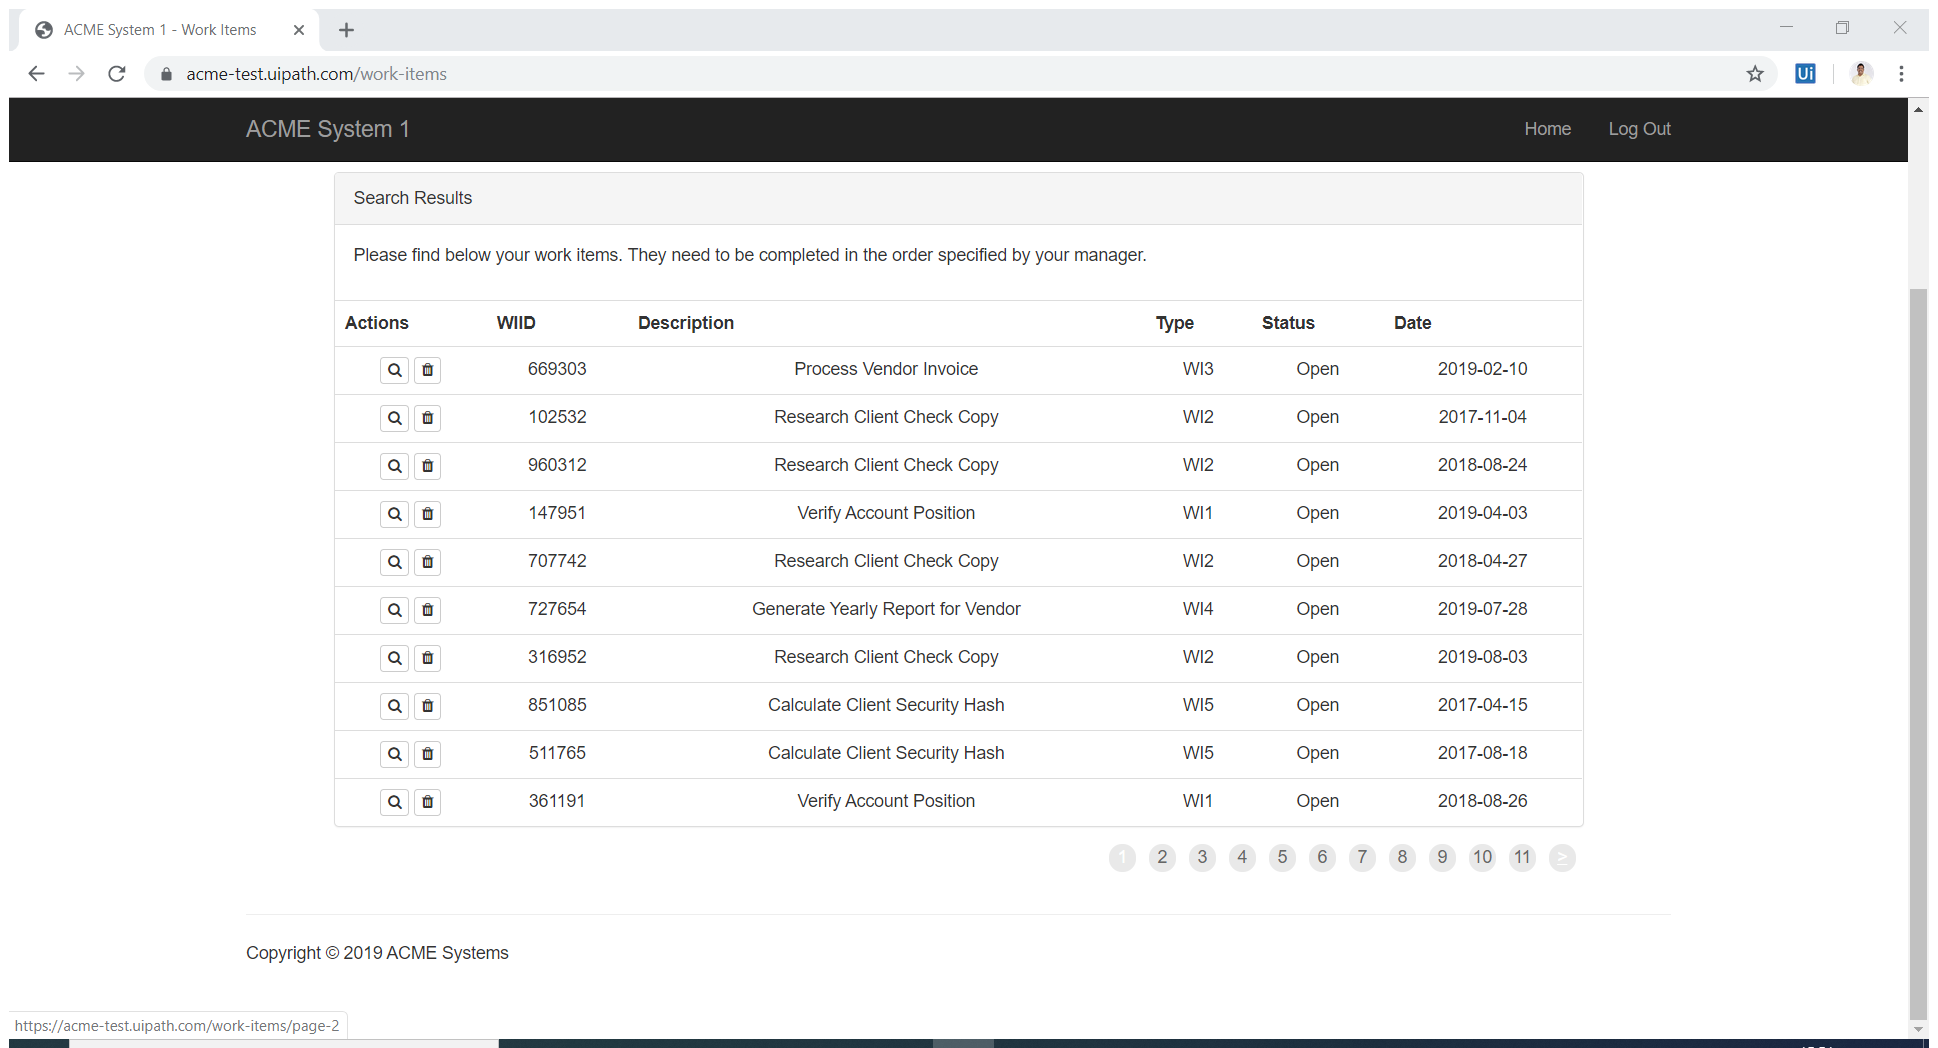 ACME System 1 - Work Items
acme-test.uipath.com/work-items
Ui
ACME System 1 Home Log Out
Search Results
Please find below your work items. They need to be completed in the order specified by your manager.
Actions WIID Description Type Status Date
669303 Process Vendor Invoice WI3 Open 2019-02-10
102532 Research Client Check Copy WI2 Open 2017-11-04
960312 Research Client Check Copy WI2 Open 2018-08-24
147951 Verify Account Position WI1 Open 2019-04-03
707742 Research Client Check Copy WI2 Open 2018-04-27
727654 Generate Yearly Report for Vendor WI4 Open 2019-07-28
316952 Research Client Check Copy WI2 Open 2019-08-03
851085 Calculate Client Security Hash WI5 Open 2017-04-15
511765 Calculate Client Security Hash WI5 Open 2017-08-18
361191 Verify Account Position WI1 Open 2018-08-26
1 2 3 4 5 6 7 8 9 10 11 >
Copyright © 2019 ACME Systems
https://acme-test.uipath.com/work-items/page-2